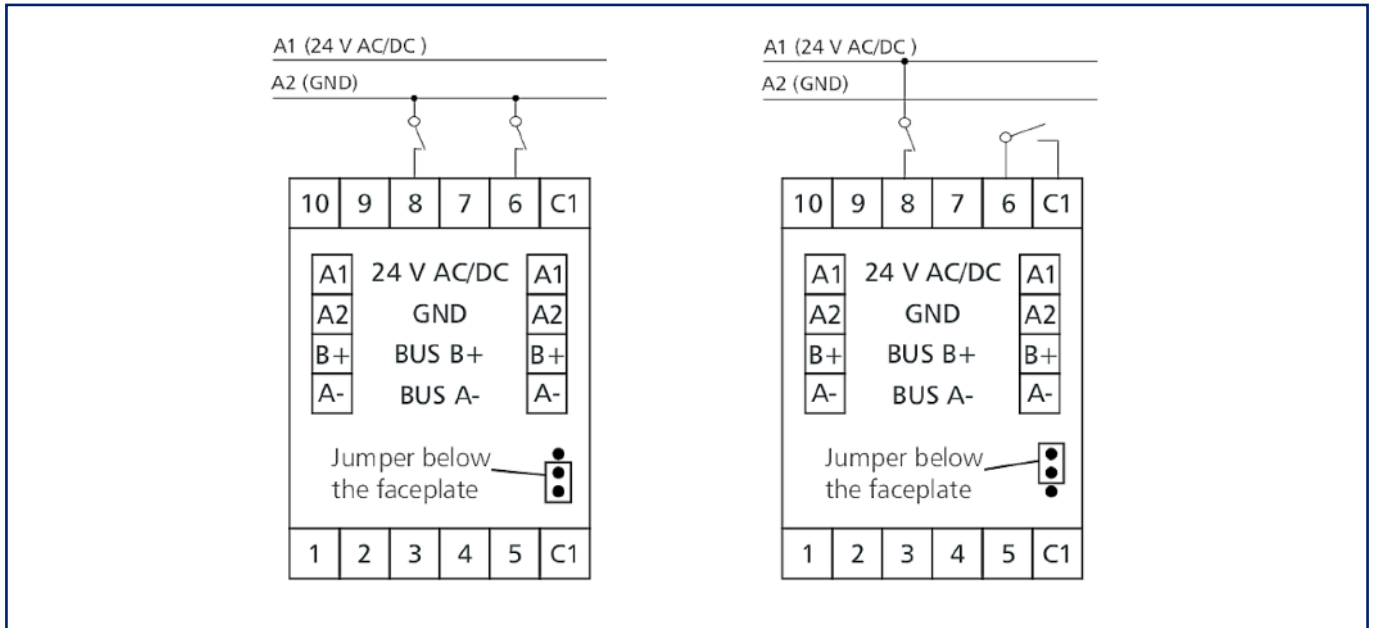 A1 (24 V AC/DC )
A2 (GND)
10 9 8 7 6 C1
A1 24 V AC/DC A1
A2 GND A2
B+ BUS B+ B+
A- BUS A- A-
Jumper below
the faceplate
1 2 3 4 5 C1
A1 (24 V AC/DC )
A2 (GND)
10 9 8 7 6 C1
A1 24 V AC/DC A1
A2 GND A2
B+ BUS B+ B+
A- BUS A- A-
Jumper below
the faceplate
1 2 3 4 5 C1